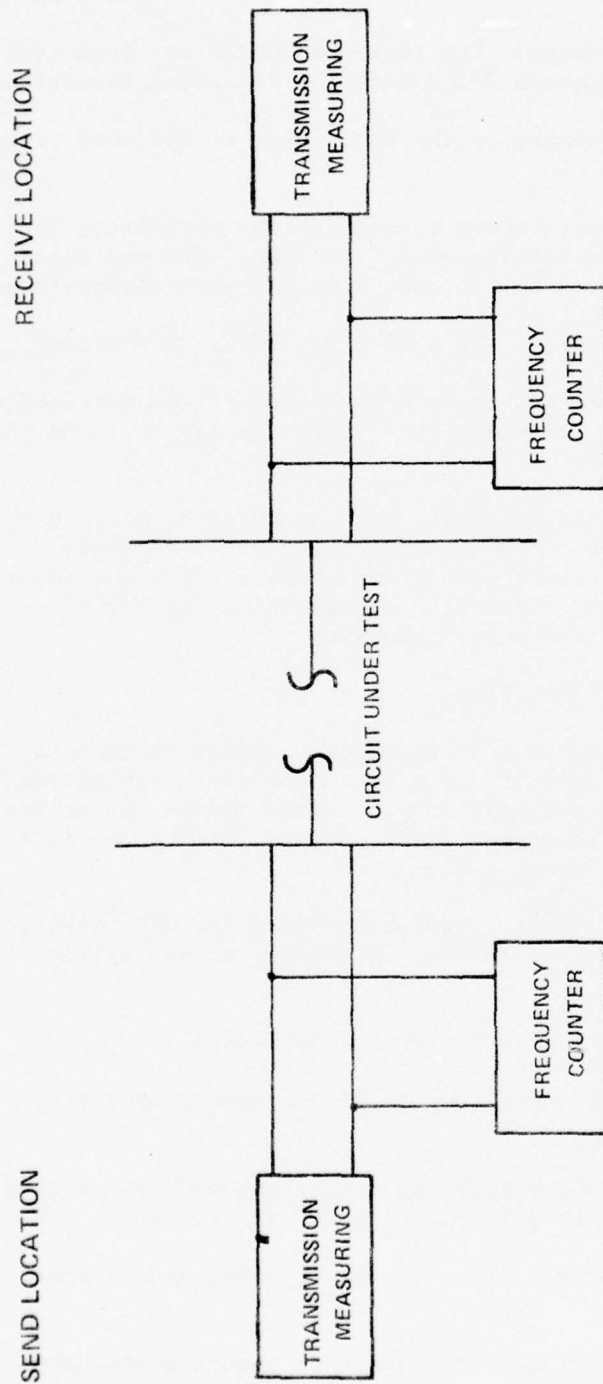 SEND LOCATION
RECEIVE LOCATION
TRANSMISSION
MEASURING
TRANSMISSION
MEASURING
CIRCUIT UNDER TEST
FREQUENCY
COUNTER
FREQUENCY
COUNTER